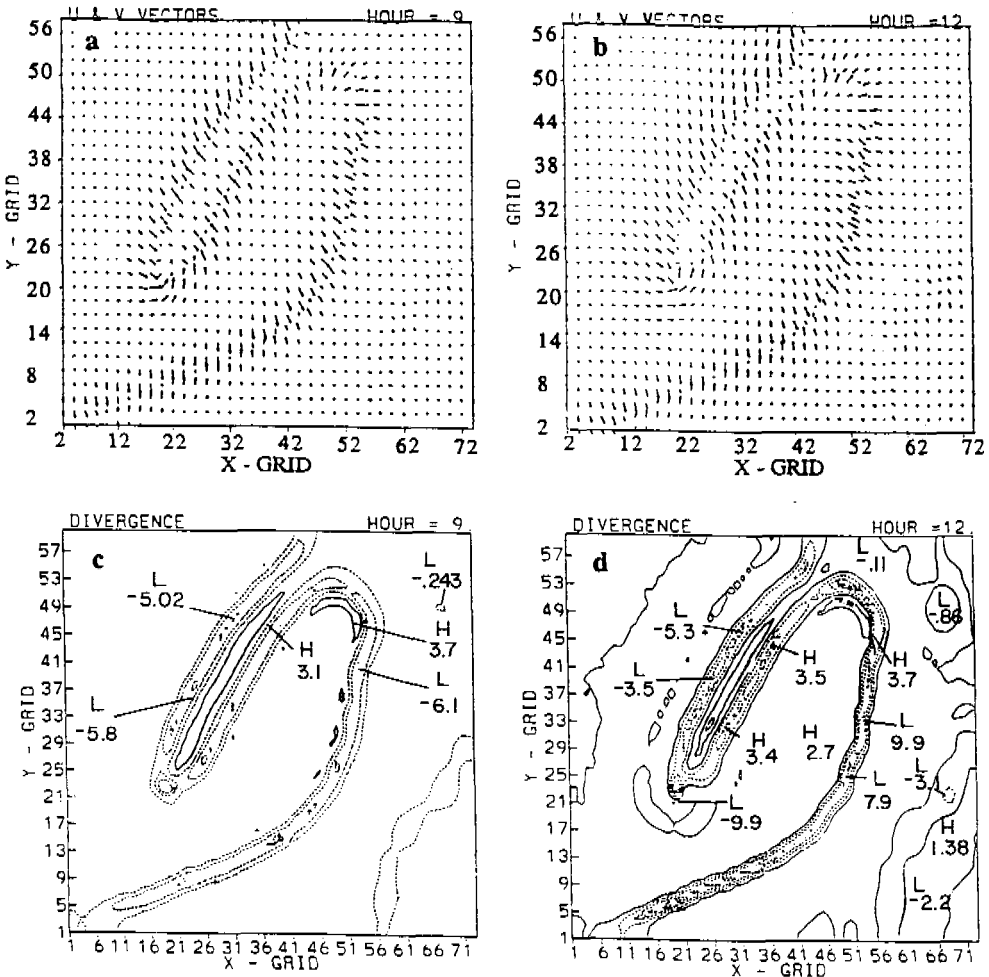 U & V VECTORS HOUR = 9
a
56
50
44
38
32
26
20
14
8
2
Y - GRID
2 12 22 32 42 52 62 72
X - GRID
U & V VECTORS HOUR =12
b
56
50
44
38
32
26
20
14
8
2
Y - GRID
2 12 22 32 42 52 62 72
X - GRID
DIVERGENCE HOUR = 9
c
57
53
49
45
41
37
33
29
25
21
17
13
9
5
1
Y - GRID
L
-5.02
L
-.243
H
3.7
H
3.1
L
-6.1
L
-5.8
1 6 11 16 21 26 31 36 41 46 51 56 61 66 71
X - GRID
DIVERGENCE HOUR =12
d
57
53
49
45
41
37
33
29
25
21
17
13
9
5
1
Y - GRID
L
-.11
L
-.86
L
-5.3
L
-3.5
H
3.5
H
3.7
H
3.4
H
2.7
L
9.9
L
7.9
L
L
-9.9
H
1.38
L
-2.2
1 6 11 16 21 26 31 36 41 46 51 56 61 66 71
X - GRID